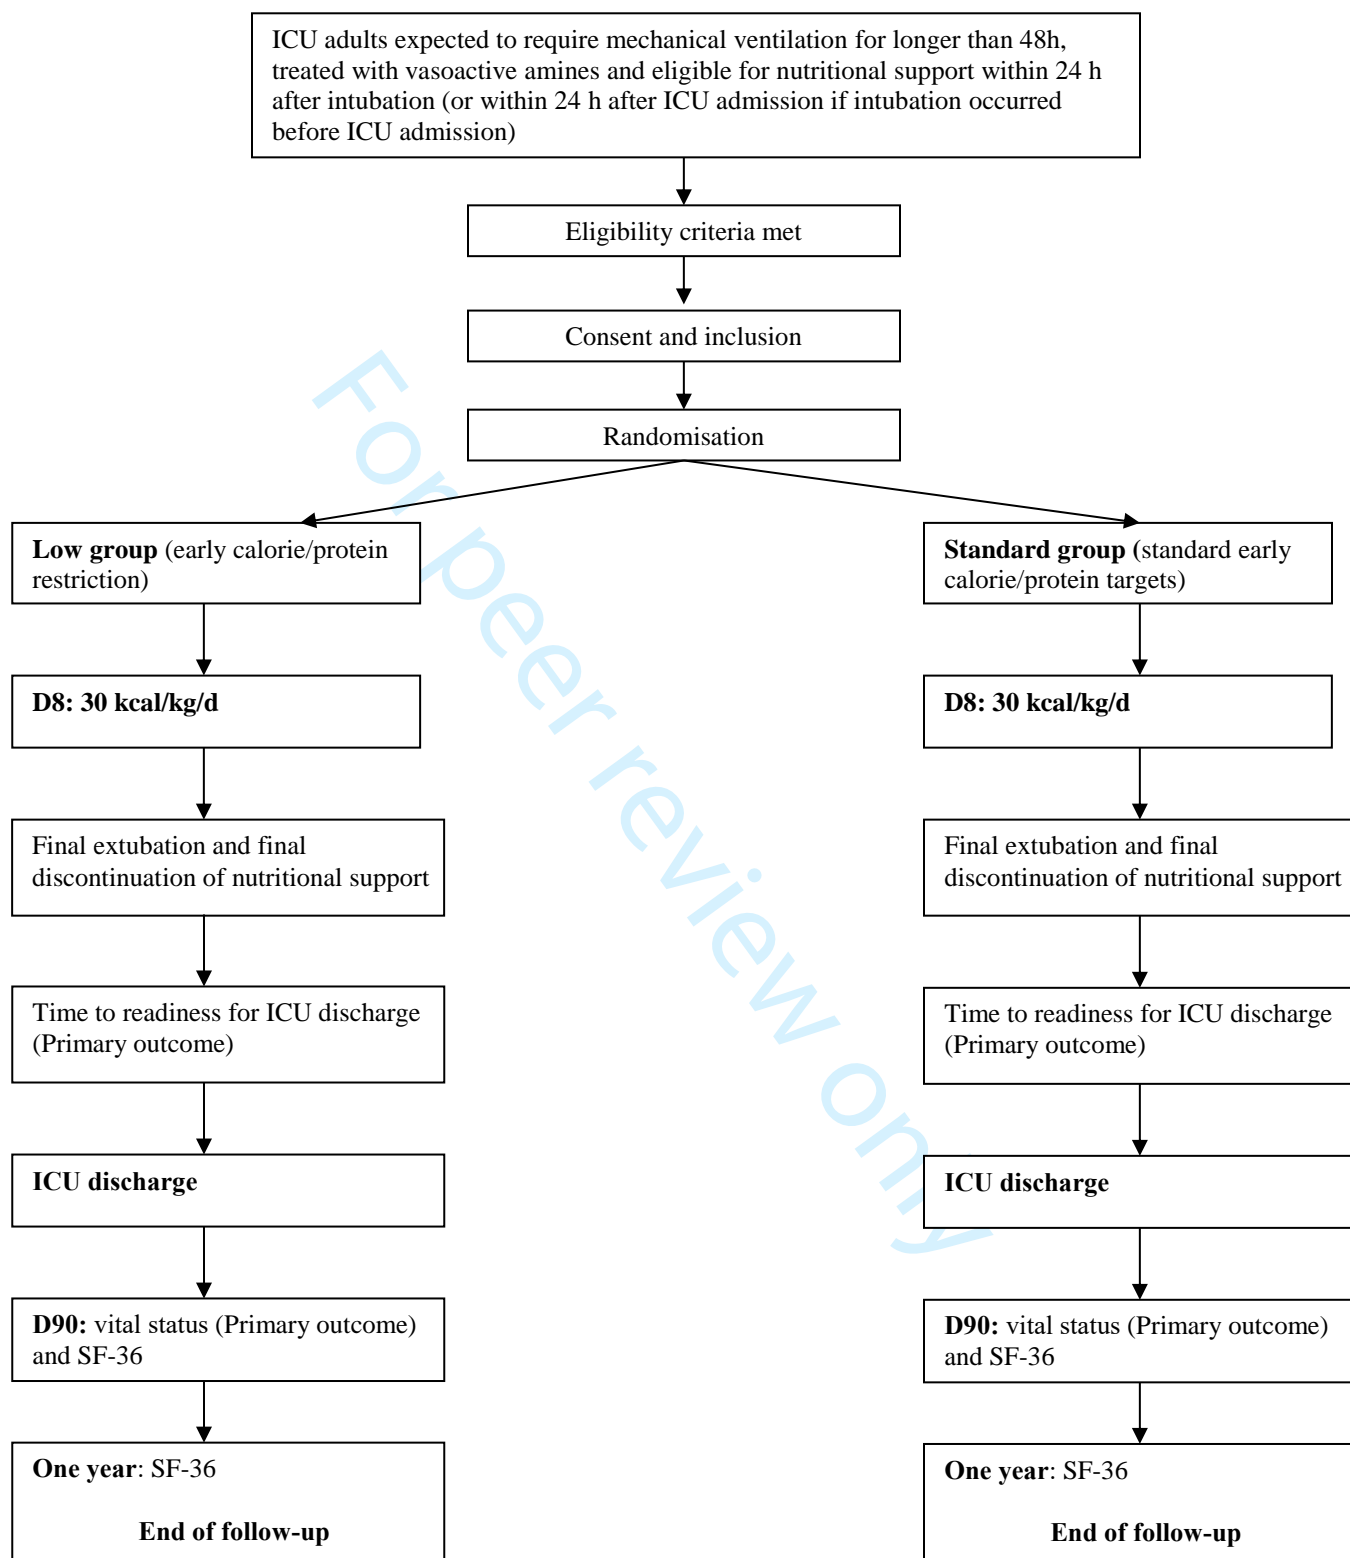 ICU adults expected to require mechanical ventilation for longer than 48h,
treated with vasoactive amines and eligible for nutritional support within 24 h
after intubation (or within 24 h after ICU admission if intubation occurred
before ICU admission)
Eligibility criteria met
Consent and inclusion
Randomisation
Low group (early calorie/protein
restriction)
D8: 30 kcal/kg/d
Final extubation and final
discontinuation of nutritional support
Time to readiness for ICU discharge
(Primary outcome)
ICU discharge
D90: vital status (Primary outcome)
and SF-36
One year: SF-36
End of follow-up
Standard group (standard early
calorie/protein targets)
D8: 30 kcal/kg/d
Final extubation and final
discontinuation of nutritional support
Time to readiness for ICU discharge
(Primary outcome)
ICU discharge
D90: vital status (Primary outcome)
and SF-36
One year: SF-36
End of follow-up
For peer review only